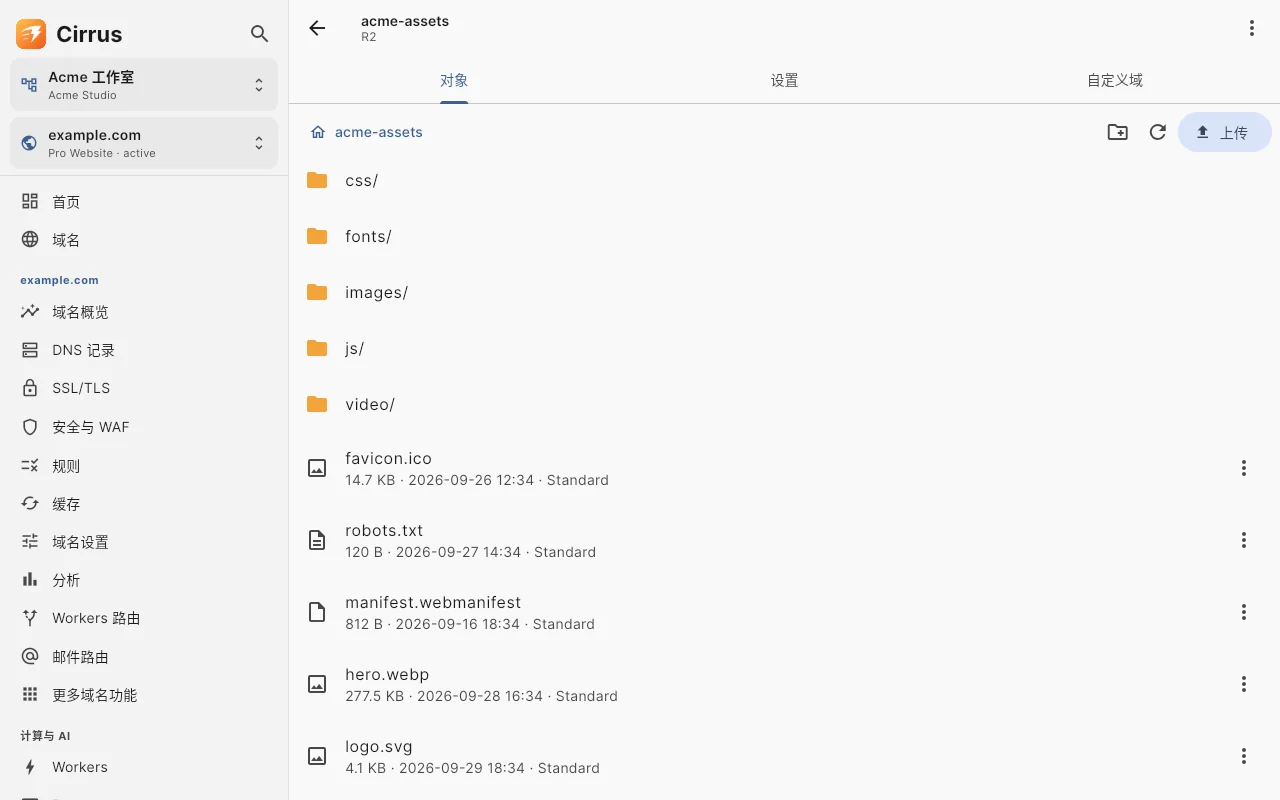 Cirrus
Acme 工作室
Acme Studio
example.com
Pro Website · active
首页
域名
example.com
域名概览
DNS 记录
SSL/TLS
安全与 WAF
规则
缓存
域名设置
分析
Workers 路由
邮件路由
更多域名功能
计算与 AI
Workers
acme-assets
R2
对象
设置
自定义域
acme-assets
上传
css/
fonts/
images/
js/
video/
favicon.ico
14.7 KB · 2026-09-26 12:34 · Standard
robots.txt
120 B · 2026-09-27 14:34 · Standard
manifest.webmanifest
812 B · 2026-09-16 18:34 · Standard
hero.webp
277.5 KB · 2026-09-28 16:34 · Standard
logo.svg
4.1 KB · 2026-09-29 18:34 · Standard